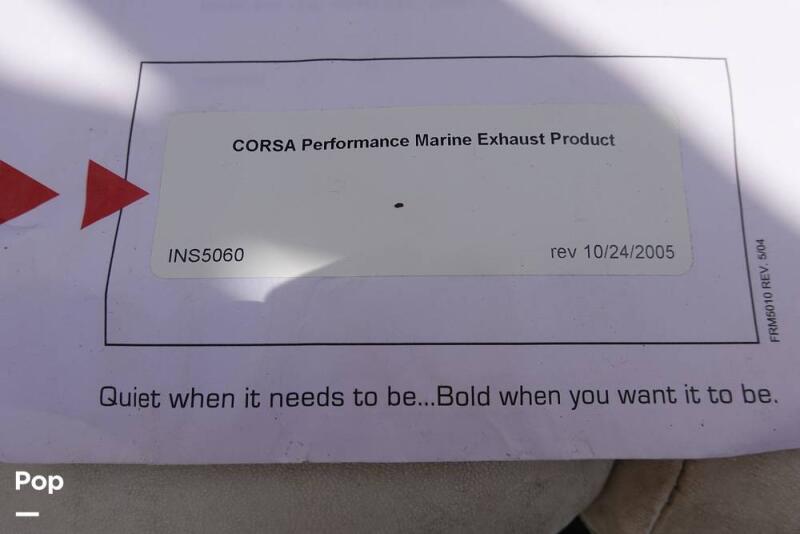 CORSA Performance Marine Exhaust Product
INS5060
rev 10/24/2005
FRM5010 REV. 5/04
Quiet when it needs to be...Bold when you want it to be.
Pop